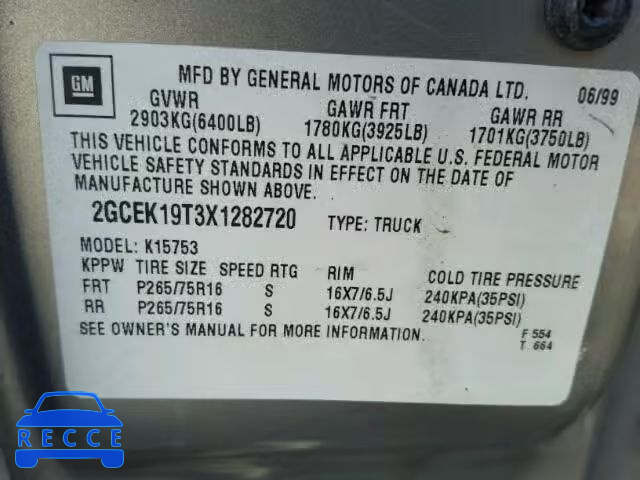 GM
MFD BY GENERAL MOTORS OF CANADA LTD. 06/99
GVWR GAWR FRT GAWR RR
2903KG(6400LB) 1780KG(3925LB) 1701KG(3750LB)
THIS VEHICLE CONFORMS TO ALL APPLICABLE U.S. FEDERAL MOTOR
VEHICLE SAFETY STANDARDS IN EFFECT ON THE DATE OF
MANUFACTURE SHOWN ABOVE.
2GCEK19T3X1282720 TYPE: TRUCK
MODEL: K15753
KPPW TIRE SIZE SPEED RTG RIM COLD TIRE PRESSURE
FRT P265/75R16 S 16X7/6.5J 240KPA(35PSI)
RR P265/75R16 S 16X7/6.5J 240KPA(35PSI)
SEE OWNER'S MANUAL FOR MORE INFORMATION.
F 554
T 664
RECCE